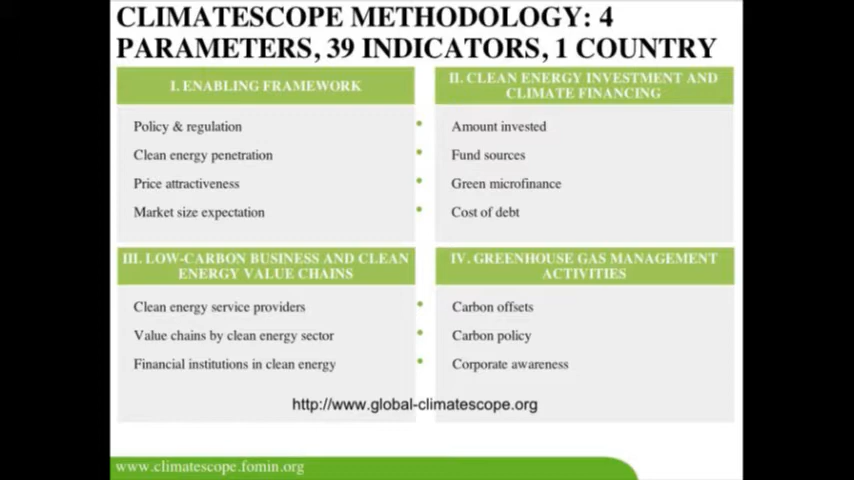 CLIMATESCOPE METHODOLOGY: 4
PARAMETERS, 39 INDICATORS, 1 COUNTRY
I. ENABLING FRAMEWORK
Policy & regulation
Clean energy penetration
Price attractiveness
Market size expectation
II. CLEAN ENERGY INVESTMENT AND
CLIMATE FINANCING
Amount invested
Fund sources
Green microfinance
Cost of debt
III. LOW-CARBON BUSINESS AND CLEAN
ENERGY VALUE CHAINS
Clean energy service providers
Value chains by clean energy sector
Financial institutions in clean energy
IV. GREENHOUSE GAS MANAGEMENT
ACTIVITIES
Carbon offsets
Carbon policy
Corporate awareness
http://www.global-climatescope.org
www.climatescope.fomin.org